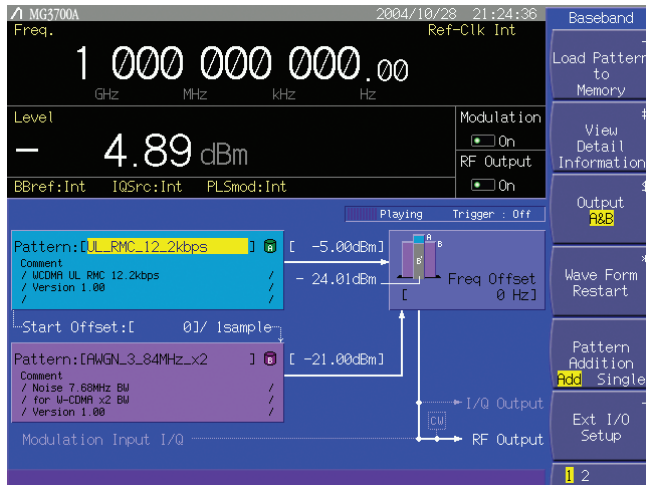 MG3700A 2004/10/28 21:24:36
Freq. Ref-Clk Int
1 000 000 000.00
GHz MHz kHz Hz
Level
- 4.89 dBm
Modulation
On
RF Output
On
BBref:Int IQSrc:Int PLSmod:Int
Playing Trigger : Off
Pattern:[UL_RMC_12_2kbps ] A [ -5.00dBm]
Comment
/ WCDMA UL RMC 12.2kbps /
/ Version 1.00 /
/ /
- 24.01dBm
A
B
B'
Freq Offset
[ 0 Hz]
Start Offset:[ 0]/ 1sample
Pattern:[AWGN_3_84MHz_x2 ] B [ -21.00dBm]
Comment
/ Noise 7.68MHz BW /
/ for W-CDMA x2 BW /
/ Version 1.00 /
I/Q Output
CW
Modulation Input I/Q
RF Output
Baseband
Load Pattern
to
Memory
View
Detail
Information
Output
A&B
Wave Form
Restart
*
Pattern
Addition
Add Single
Ext I/O
Setup
1 2